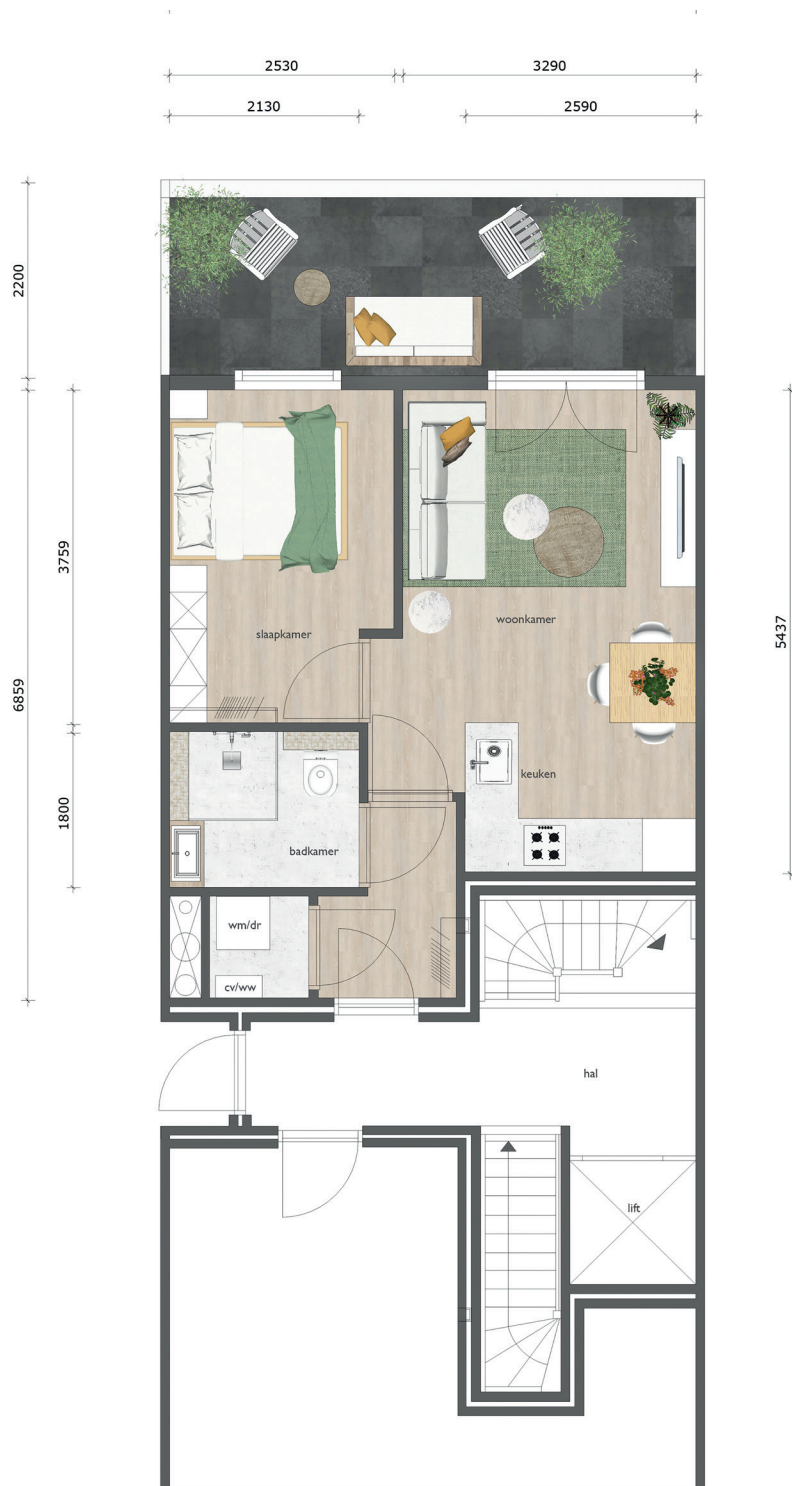 2530
3290
2130
2590
2200
3759
6859
5437
1800
slaapkamer
woonkamer
keuken
badkamer
wm/dr
cv/ww
hal
lift